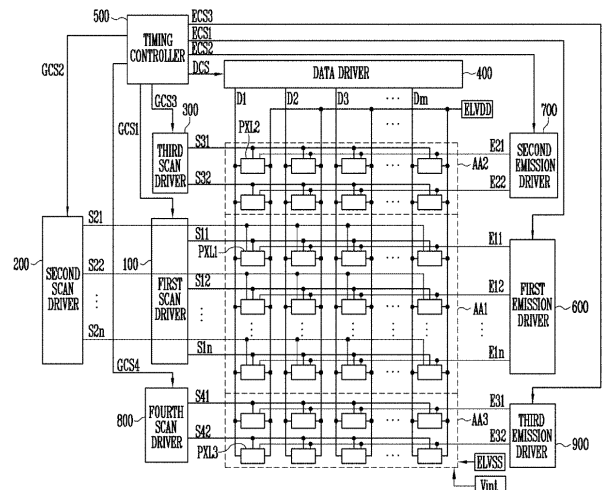 500
TIMING
CONTROLLER
ECS3
ECS1
ECS2
DCS
GCS2
GCS3
GCS1
DATA DRIVER
400
D1 D2 D3 ... Dm
ELVDD
300
THIRD
SCAN
DRIVER
PXL2
S31
S32
E21
E22
AA2
700
SECOND
EMISSION
DRIVER
200
SECOND
SCAN
DRIVER
S21
S22
S2n
100
FIRST
SCAN
DRIVER
S11
PXL1
S12
S1n
E11
E12
E1n
AA1
FIRST
EMISSION
DRIVER
600
GCS4
800
FOURTH
SCAN
DRIVER
S41
S42
PXL3
E31
E32
AA3
THIRD
EMISSION
DRIVER
900
ELVSS
Vint